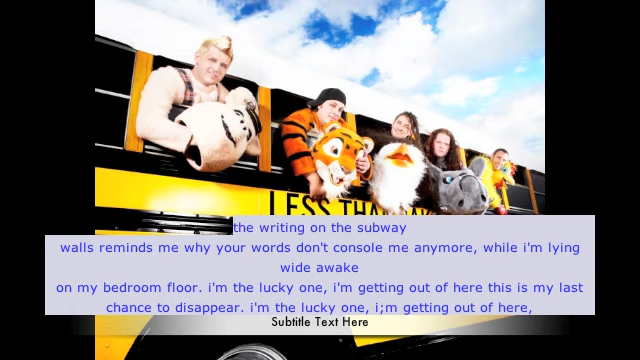 LESS THAN JAKE
the writing on the subway
walls reminds me why your words don't console me anymore, while i'm lying
wide awake
on my bedroom floor. i'm the lucky one, i'm getting out of here this is my last
chance to disappear. i'm the lucky one, i;m getting out of here,
Subtitle Text Here